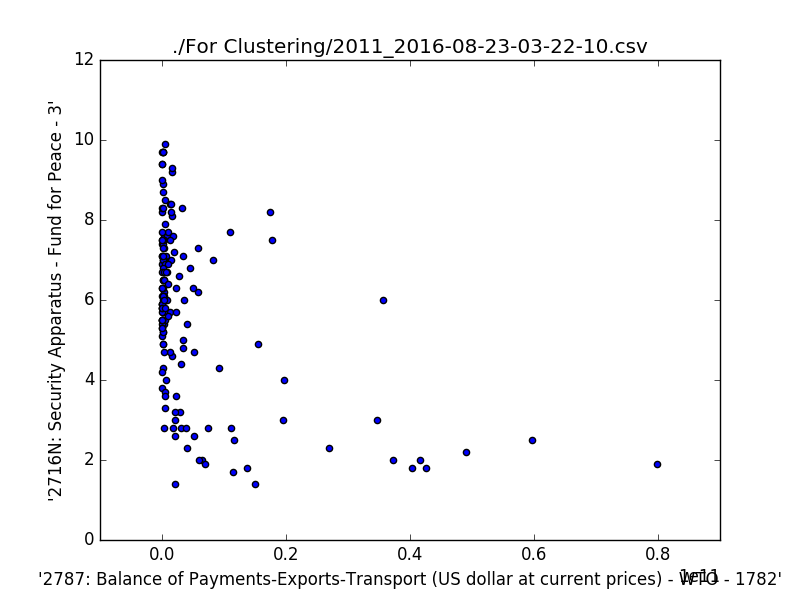 ./For Clustering/2011_2016-08-23-03-22-10.csv
12
10
8
6
4
2
0
'2716N: Security Apparatus - Fund for Peace - 3'
0.0 0.2 0.4 0.6 0.8
1e11
'2787: Balance of Payments-Exports-Transport (US dollar at current prices) - WTO - 1782'